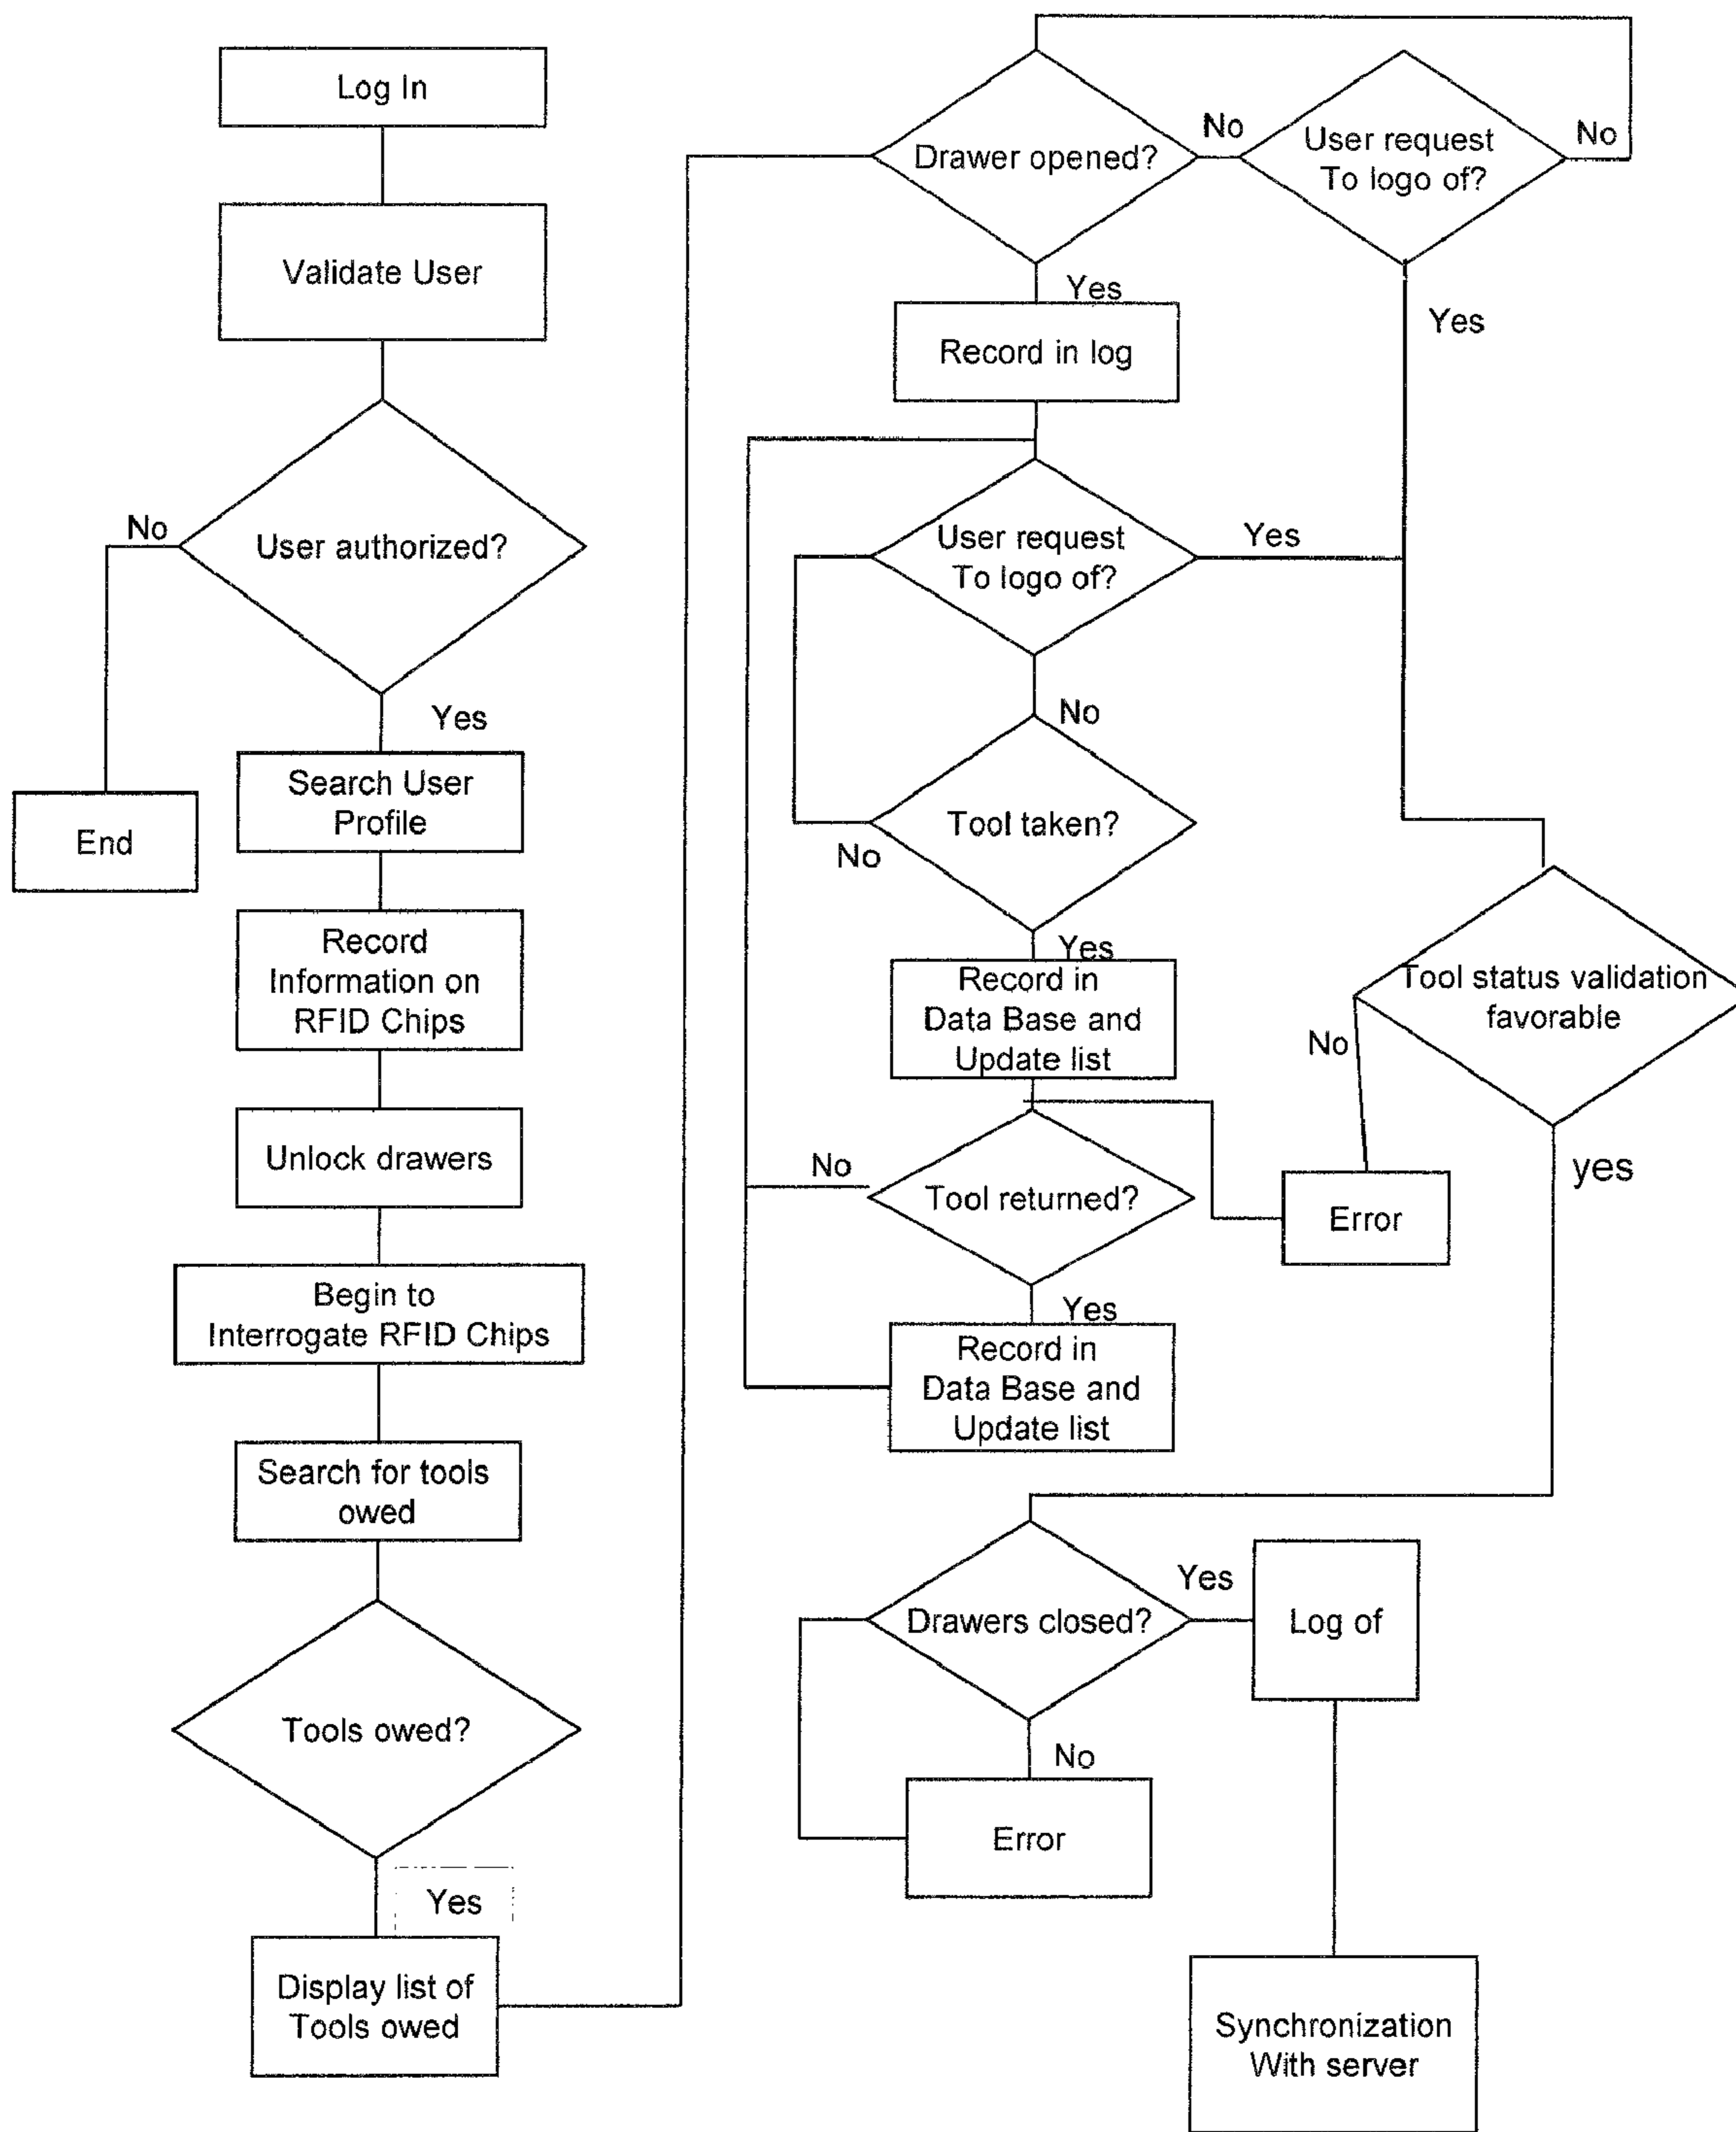 Log In
Validate User
User authorized?
No
Yes
End
Search User
Profile
Record
Information on
RFID Chips
Unlock drawers
Begin to
Interrogate RFID Chips
Search for tools
owed
Tools owed?
Yes
Display list of
Tools owed
Drawer opened?
No
User request
To logo of?
No
Yes
Yes
Record in log
User request
To logo of?
Yes
No
Tool taken?
No
Yes
Record in
Data Base and
Update list
Tool status validation
favorable
No
yes
Error
No
Tool returned?
Yes
Record in
Data Base and
Update list
Drawers closed?
Yes
Log of
No
Error
Synchronization
With server